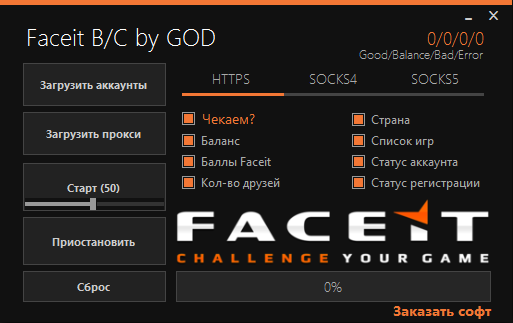 Faceit B/C by GOD
0/0/0/0
Good/Balance/Bad/Error
Загрузить аккаунты
Загрузить прокси
Старт (50)
Приостановить
Сброс
HTTPS SOCKS4 SOCKS5
Чекаем? Страна
Баланс Список игр
Баллы Faceit Статус аккаунта
Кол-во друзей Статус регистрации
FACEIT
CHALLENGE YOUR GAME
0%
Заказать софт